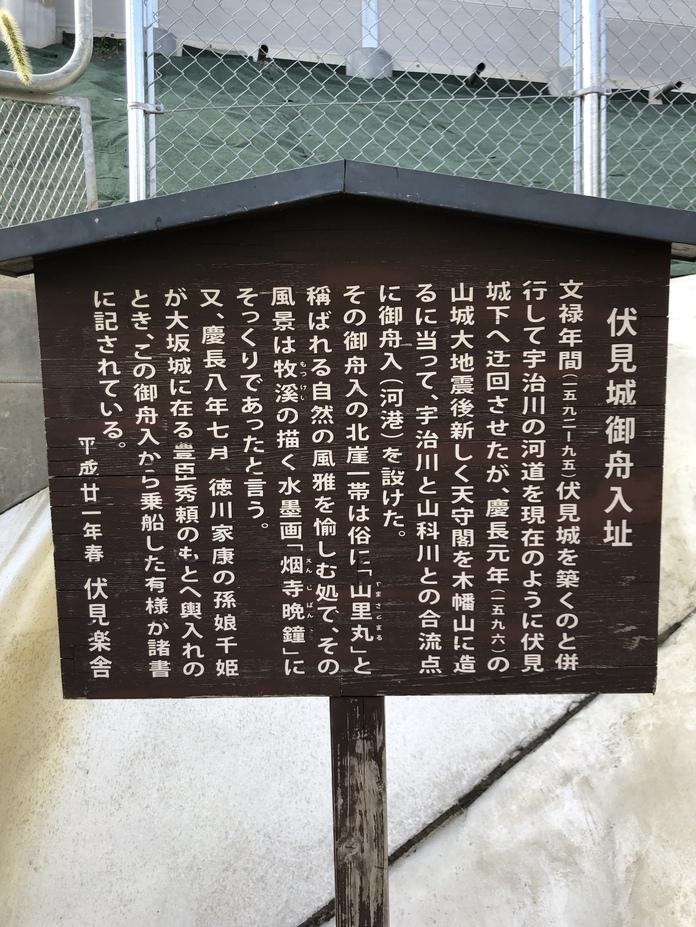 伏見城御舟入址
文禄年間(一五九二ー九五)伏見城を築くのと併
行して宇治川の河道を現在のように伏見
城下へ迂回させたが、慶長元年(一五九六)の
山城大地震後新しく天守閣を木幡山に造
るに当って、宇治川と山科川との合流点
に御舟入(河港)を設けた。
その御舟入の北崖一帯は俗に「山里丸」と
やまざとまる
稱ばれる自然の風雅を愉しむ処で、その
風景は牧溪の描く水墨画「烟寺晩鐘」に
もつけい
そっくりであったと言う。
又、慶長八年七月 徳川家康の孫娘千姫
が大坂城に在る豊臣秀頼のもとへ輿入れの
とき、この御舟入から乗船した有様が諸書
に記されている。
平成廿一年春 伏見楽舎